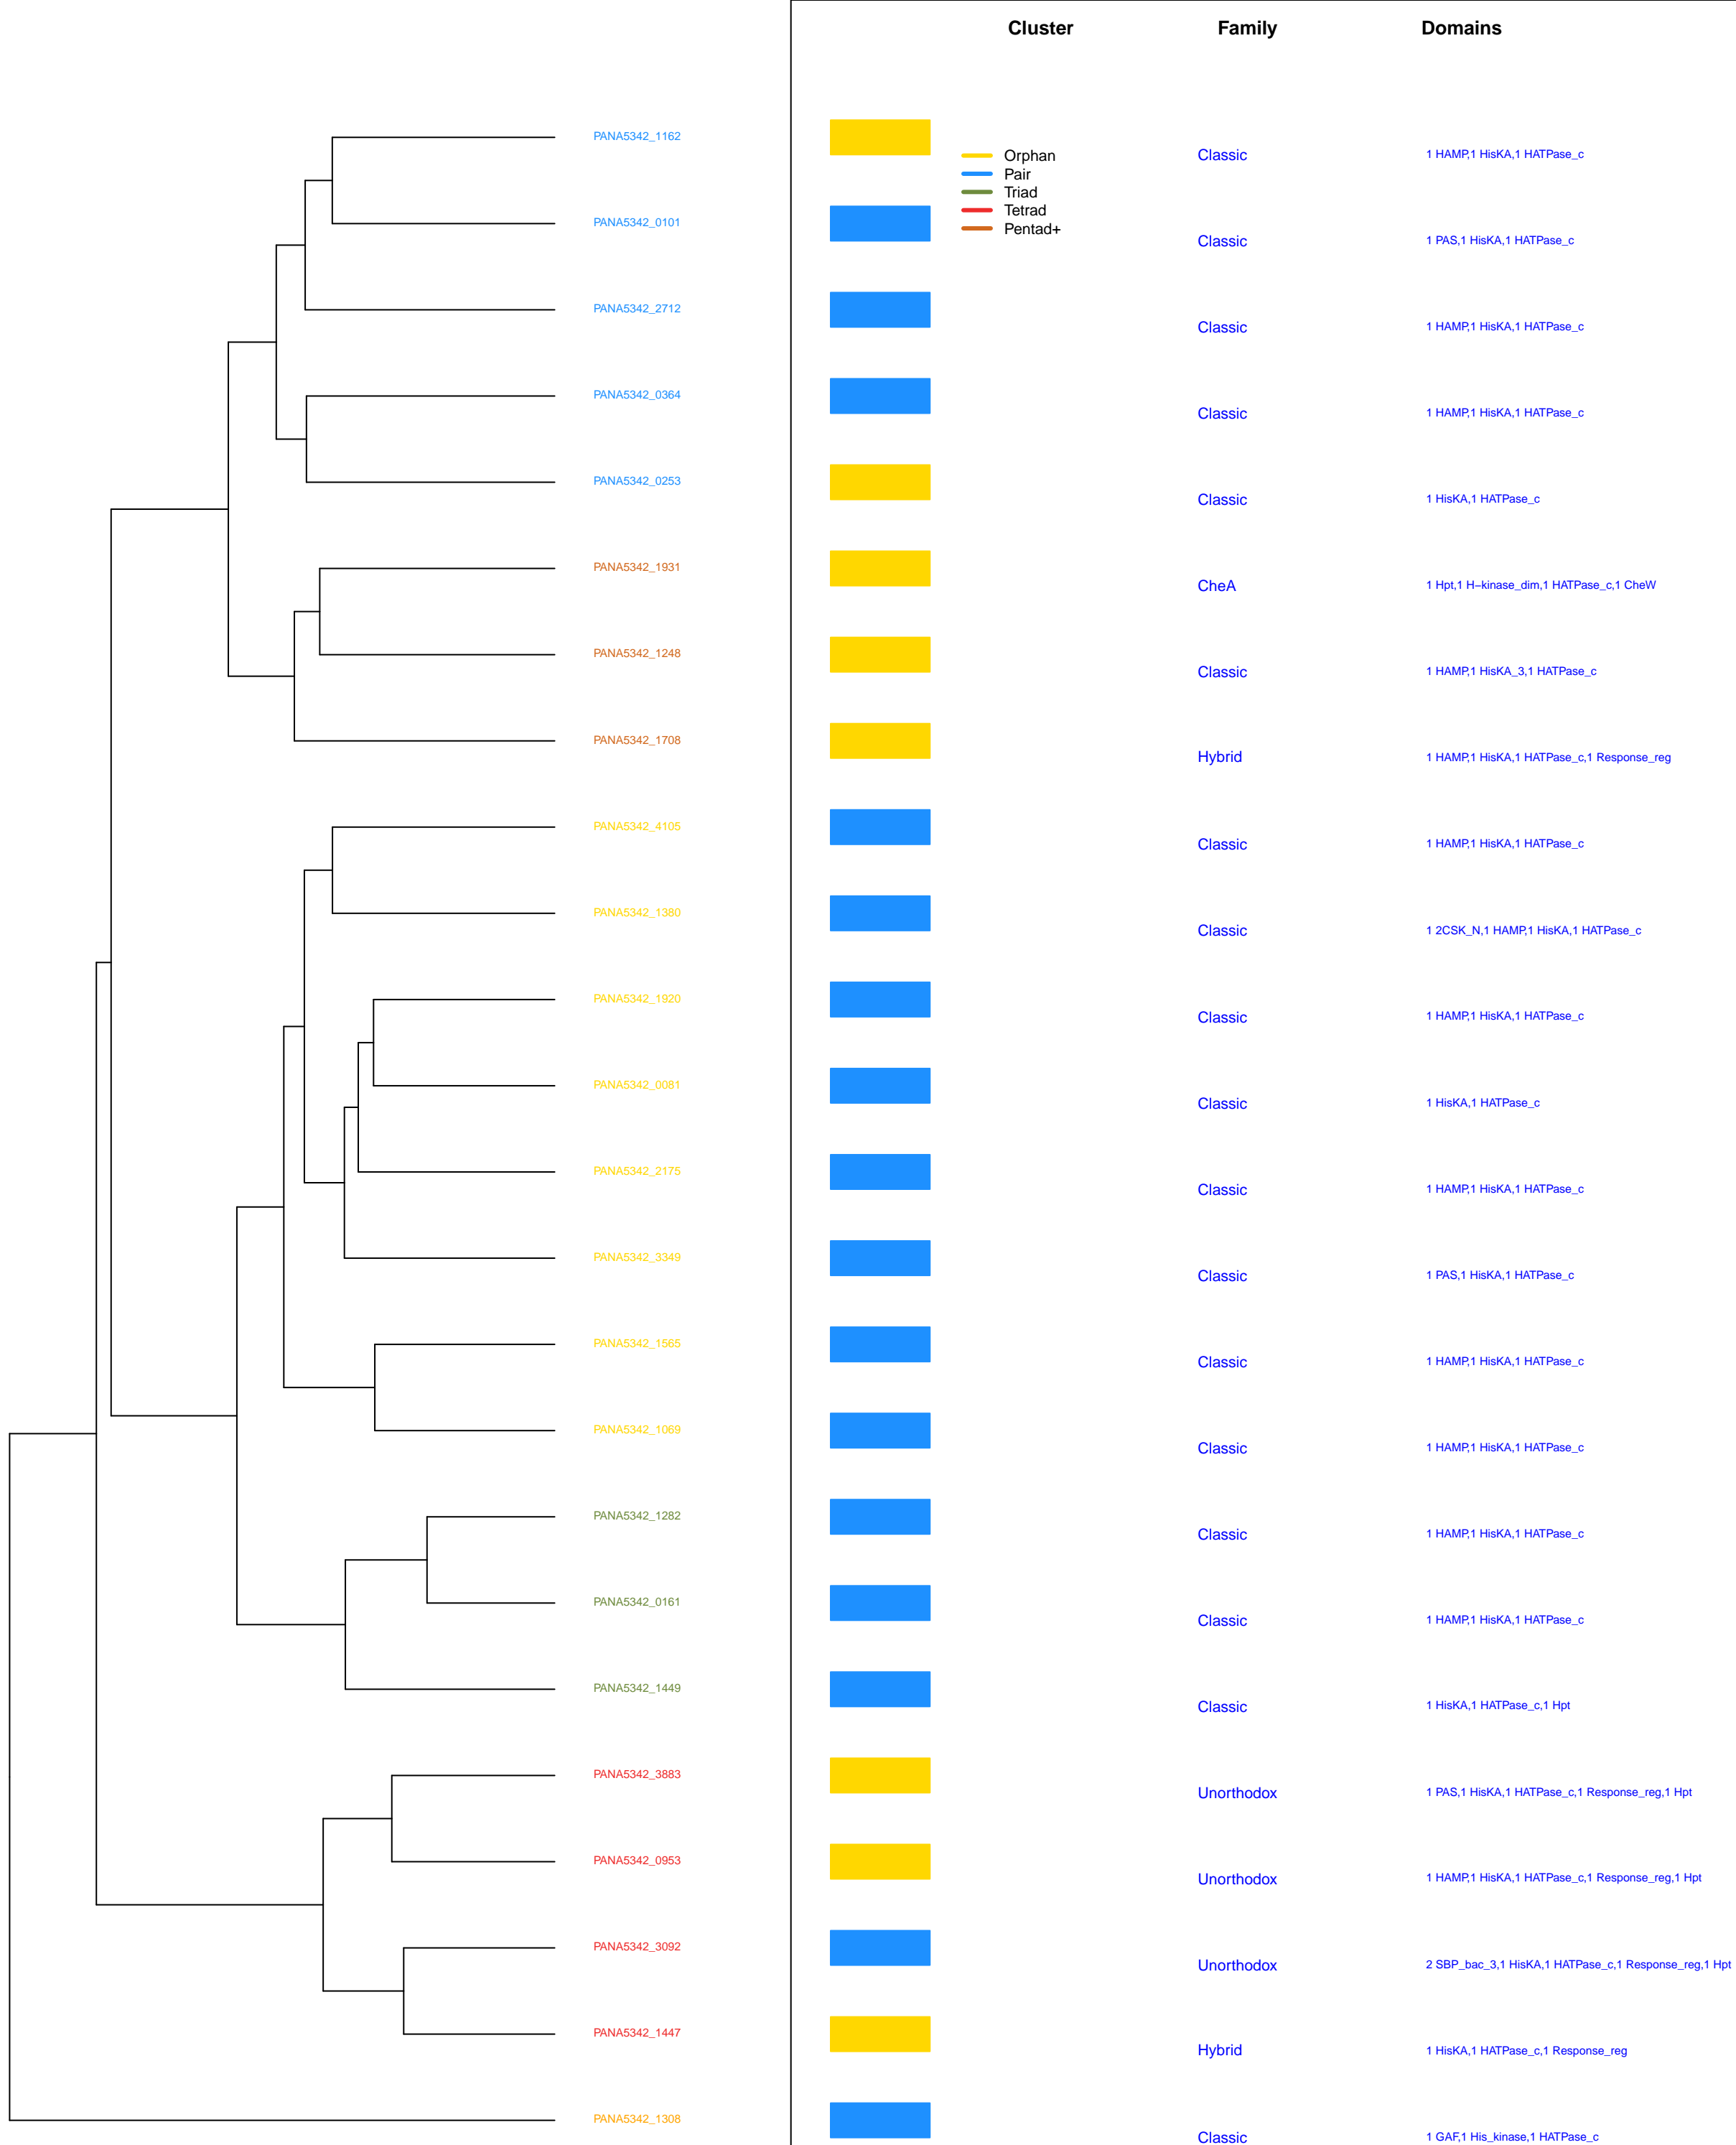 Cluster Family Domains
PANA5342_1162
Orphan
Classic 1 HAMP,1 HisKA,1 HATPase_c
Pair
Triad
Tetrad
PANA5342_0101
Pentad+
Classic 1 PAS,1 HisKA,1 HATPase_c
PANA5342_2712
Classic 1 HAMP,1 HisKA,1 HATPase_c
PANA5342_0364
Classic 1 HAMP,1 HisKA,1 HATPase_c
PANA5342_0253
Classic 1 HisKA,1 HATPase_c
PANA5342_1931
CheA 1 Hpt,1 H−kinase_dim,1 HATPase_c,1 CheW
PANA5342_1248
Classic 1 HAMP,1 HisKA_3,1 HATPase_c
PANA5342_1708
Hybrid 1 HAMP,1 HisKA,1 HATPase_c,1 Response_reg
PANA5342_4105
Classic 1 HAMP,1 HisKA,1 HATPase_c
PANA5342_1380
Classic 1 2CSK_N,1 HAMP,1 HisKA,1 HATPase_c
PANA5342_1920
Classic 1 HAMP,1 HisKA,1 HATPase_c
PANA5342_0081
Classic 1 HisKA,1 HATPase_c
PANA5342_2175
Classic 1 HAMP,1 HisKA,1 HATPase_c
PANA5342_3349
Classic 1 PAS,1 HisKA,1 HATPase_c
PANA5342_1565
Classic 1 HAMP,1 HisKA,1 HATPase_c
PANA5342_1069
Classic 1 HAMP,1 HisKA,1 HATPase_c
PANA5342_1282
Classic 1 HAMP,1 HisKA,1 HATPase_c
PANA5342_0161
Classic 1 HAMP,1 HisKA,1 HATPase_c
PANA5342_1449
Classic 1 HisKA,1 HATPase_c,1 Hpt
PANA5342_3883
Unorthodox 1 PAS,1 HisKA,1 HATPase_c,1 Response_reg,1 Hpt
PANA5342_0953
Unorthodox 1 HAMP,1 HisKA,1 HATPase_c,1 Response_reg,1 Hpt
PANA5342_3092
Unorthodox 2 SBP_bac_3,1 HisKA,1 HATPase_c,1 Response_reg,1 Hpt
PANA5342_1447
Hybrid 1 HisKA,1 HATPase_c,1 Response_reg
PANA5342_1308
Classic 1 GAF,1 His_kinase,1 HATPase_c